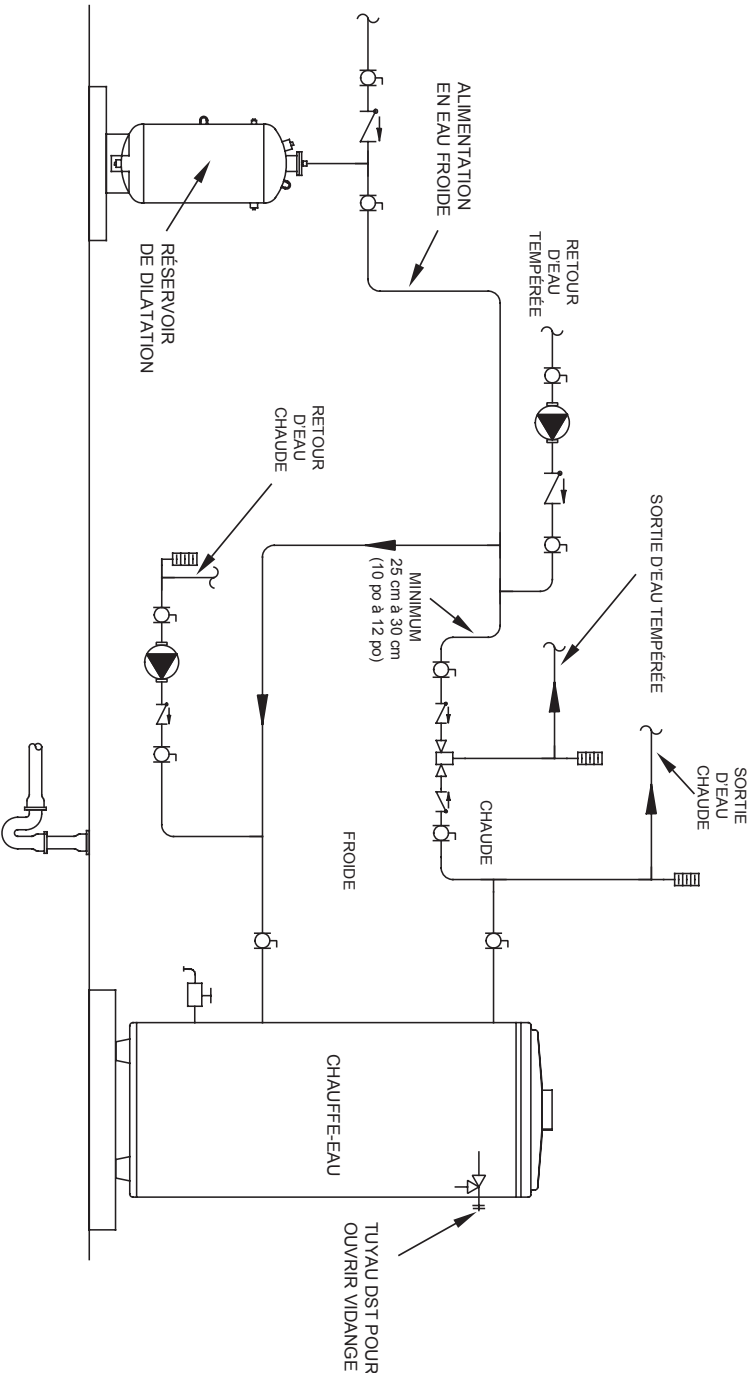 SORTIE
D'EAU
CHAUDE
SORTIE D'EAU TEMPÉRÉE
RETOUR
D'EAU
TEMPÉRÉE
ALIMENTATION
EN EAU FROIDE
CHAUDE
MINIMUM
25 cm à 30 cm
(10 po à 12 po)
FROIDE
RETOUR
D'EAU
CHAUDE
RÉSERVOIR
DE DILATATION
CHAUFFE-EAU
TUYAU DST POUR
OUVRIR VIDANGE